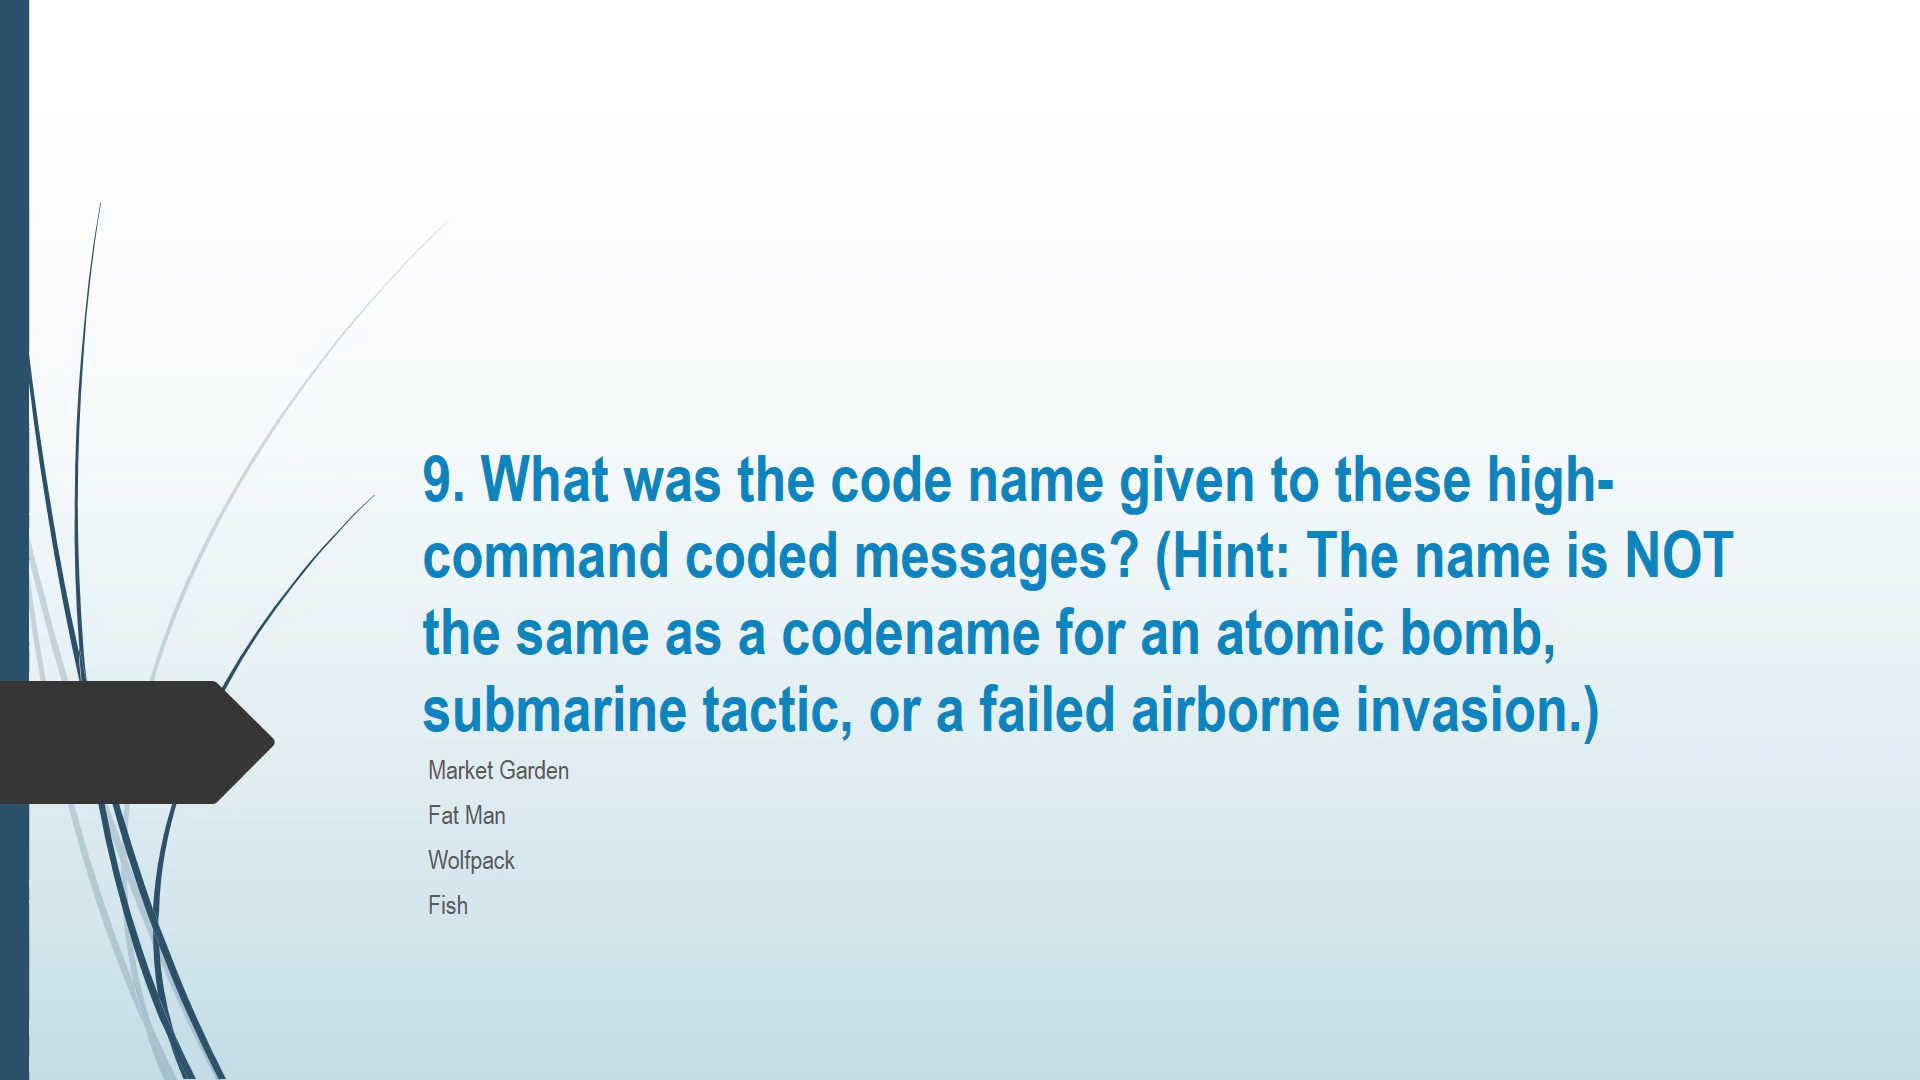 9. What was the code name given to these high-
command coded messages? (Hint: The name is NOT
the same as a codename for an atomic bomb,
submarine tactic, or a failed airborne invasion.)
Market Garden
Fat Man
Wolfpack
Fish